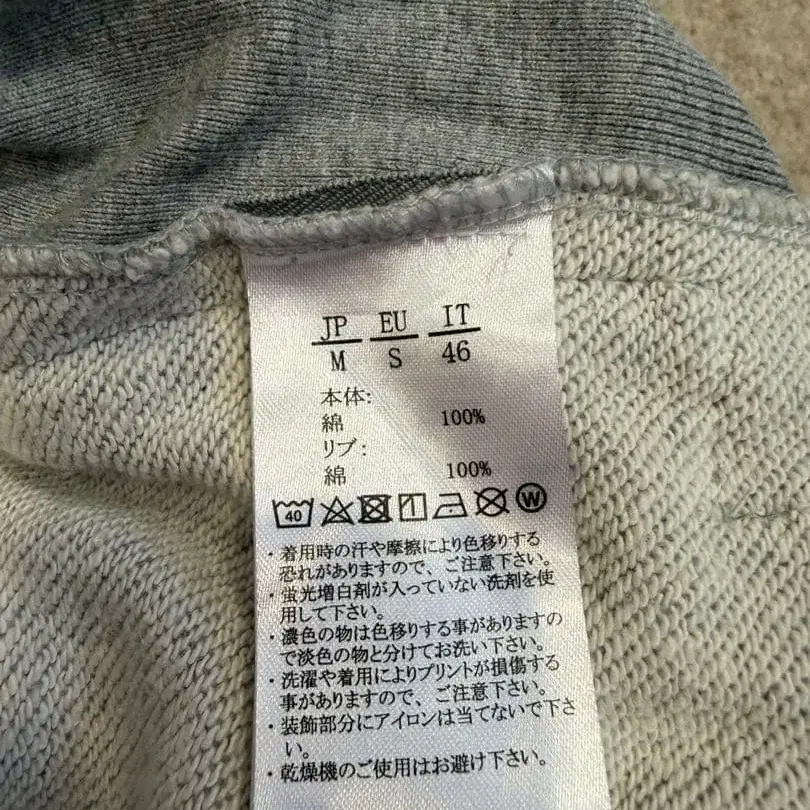 JP EU IT
M S 46
本体:
綿 100%
リブ:
綿 100%
40 W
・着用時の汗や摩擦により色移りする
恐れがありますので、ご注意下さい。
・蛍光増白剤が入っていない洗剤を使
用して下さい。
・濃色の物は色移りする事がありますの
で淡色の物と分けてお洗い下さい。
・洗濯や着用によりプリントが損傷する
事がありますので、ご注意下さい。
・装飾部分にアイロンは当てないで下さ
い。
・乾燥機のご使用はお避け下さい。